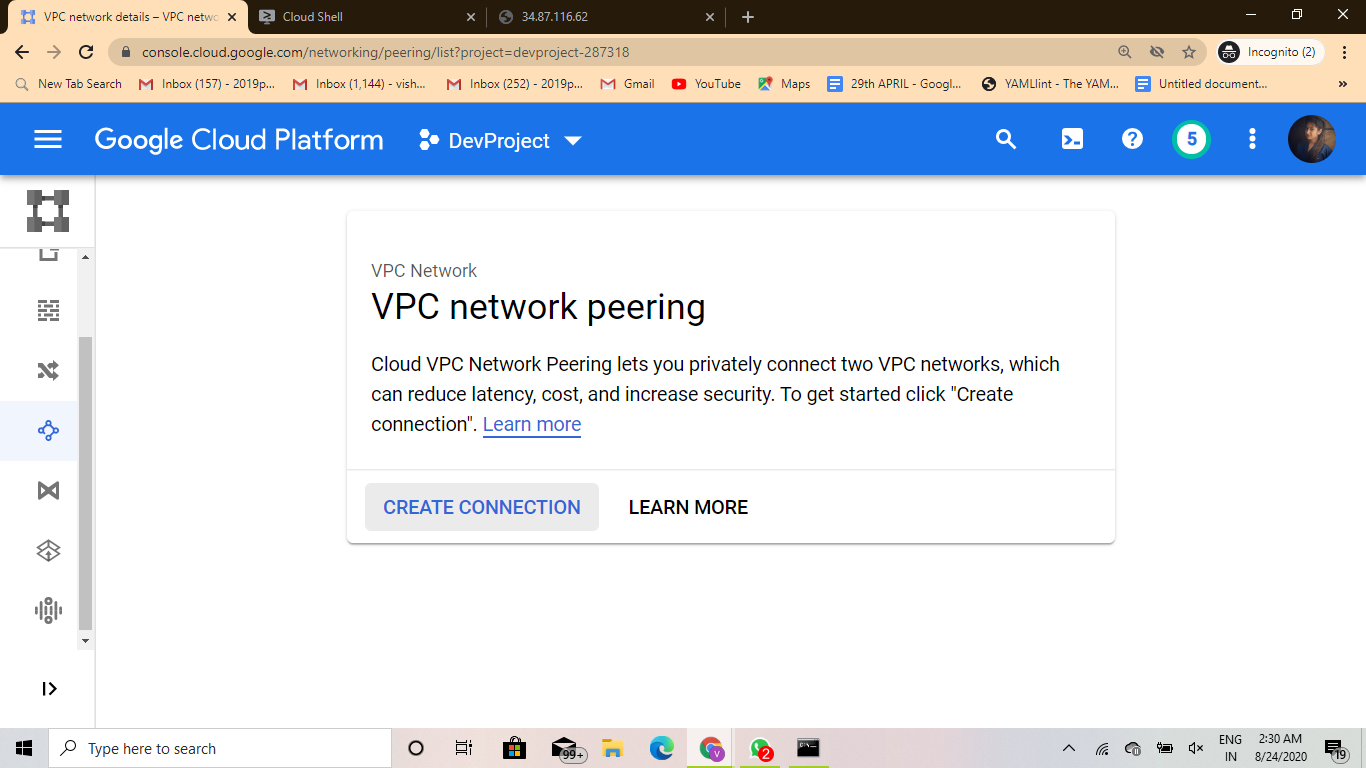 VPC network details – VPC netwo
Cloud Shell
34.87.116.62
console.cloud.google.com/networking/peering/list?project=devproject-287318
Incognito (2)
New Tab Search
Inbox (157) - 2019p...
Inbox (1,144) - vish...
Inbox (252) - 2019p...
Gmail
YouTube
Maps
29th APRIL - Googl...
YAMLlint - The YAM...
Untitled document...
»
Google Cloud Platform
DevProject
5
VPC Network
VPC network peering
Cloud VPC Network Peering lets you privately connect two VPC networks, which
can reduce latency, cost, and increase security. To get started click "Create
connection". Learn more
CREATE CONNECTION
LEARN MORE
Type here to search
99+
V
2
ENG
IN
2:30 AM
8/24/2020
19